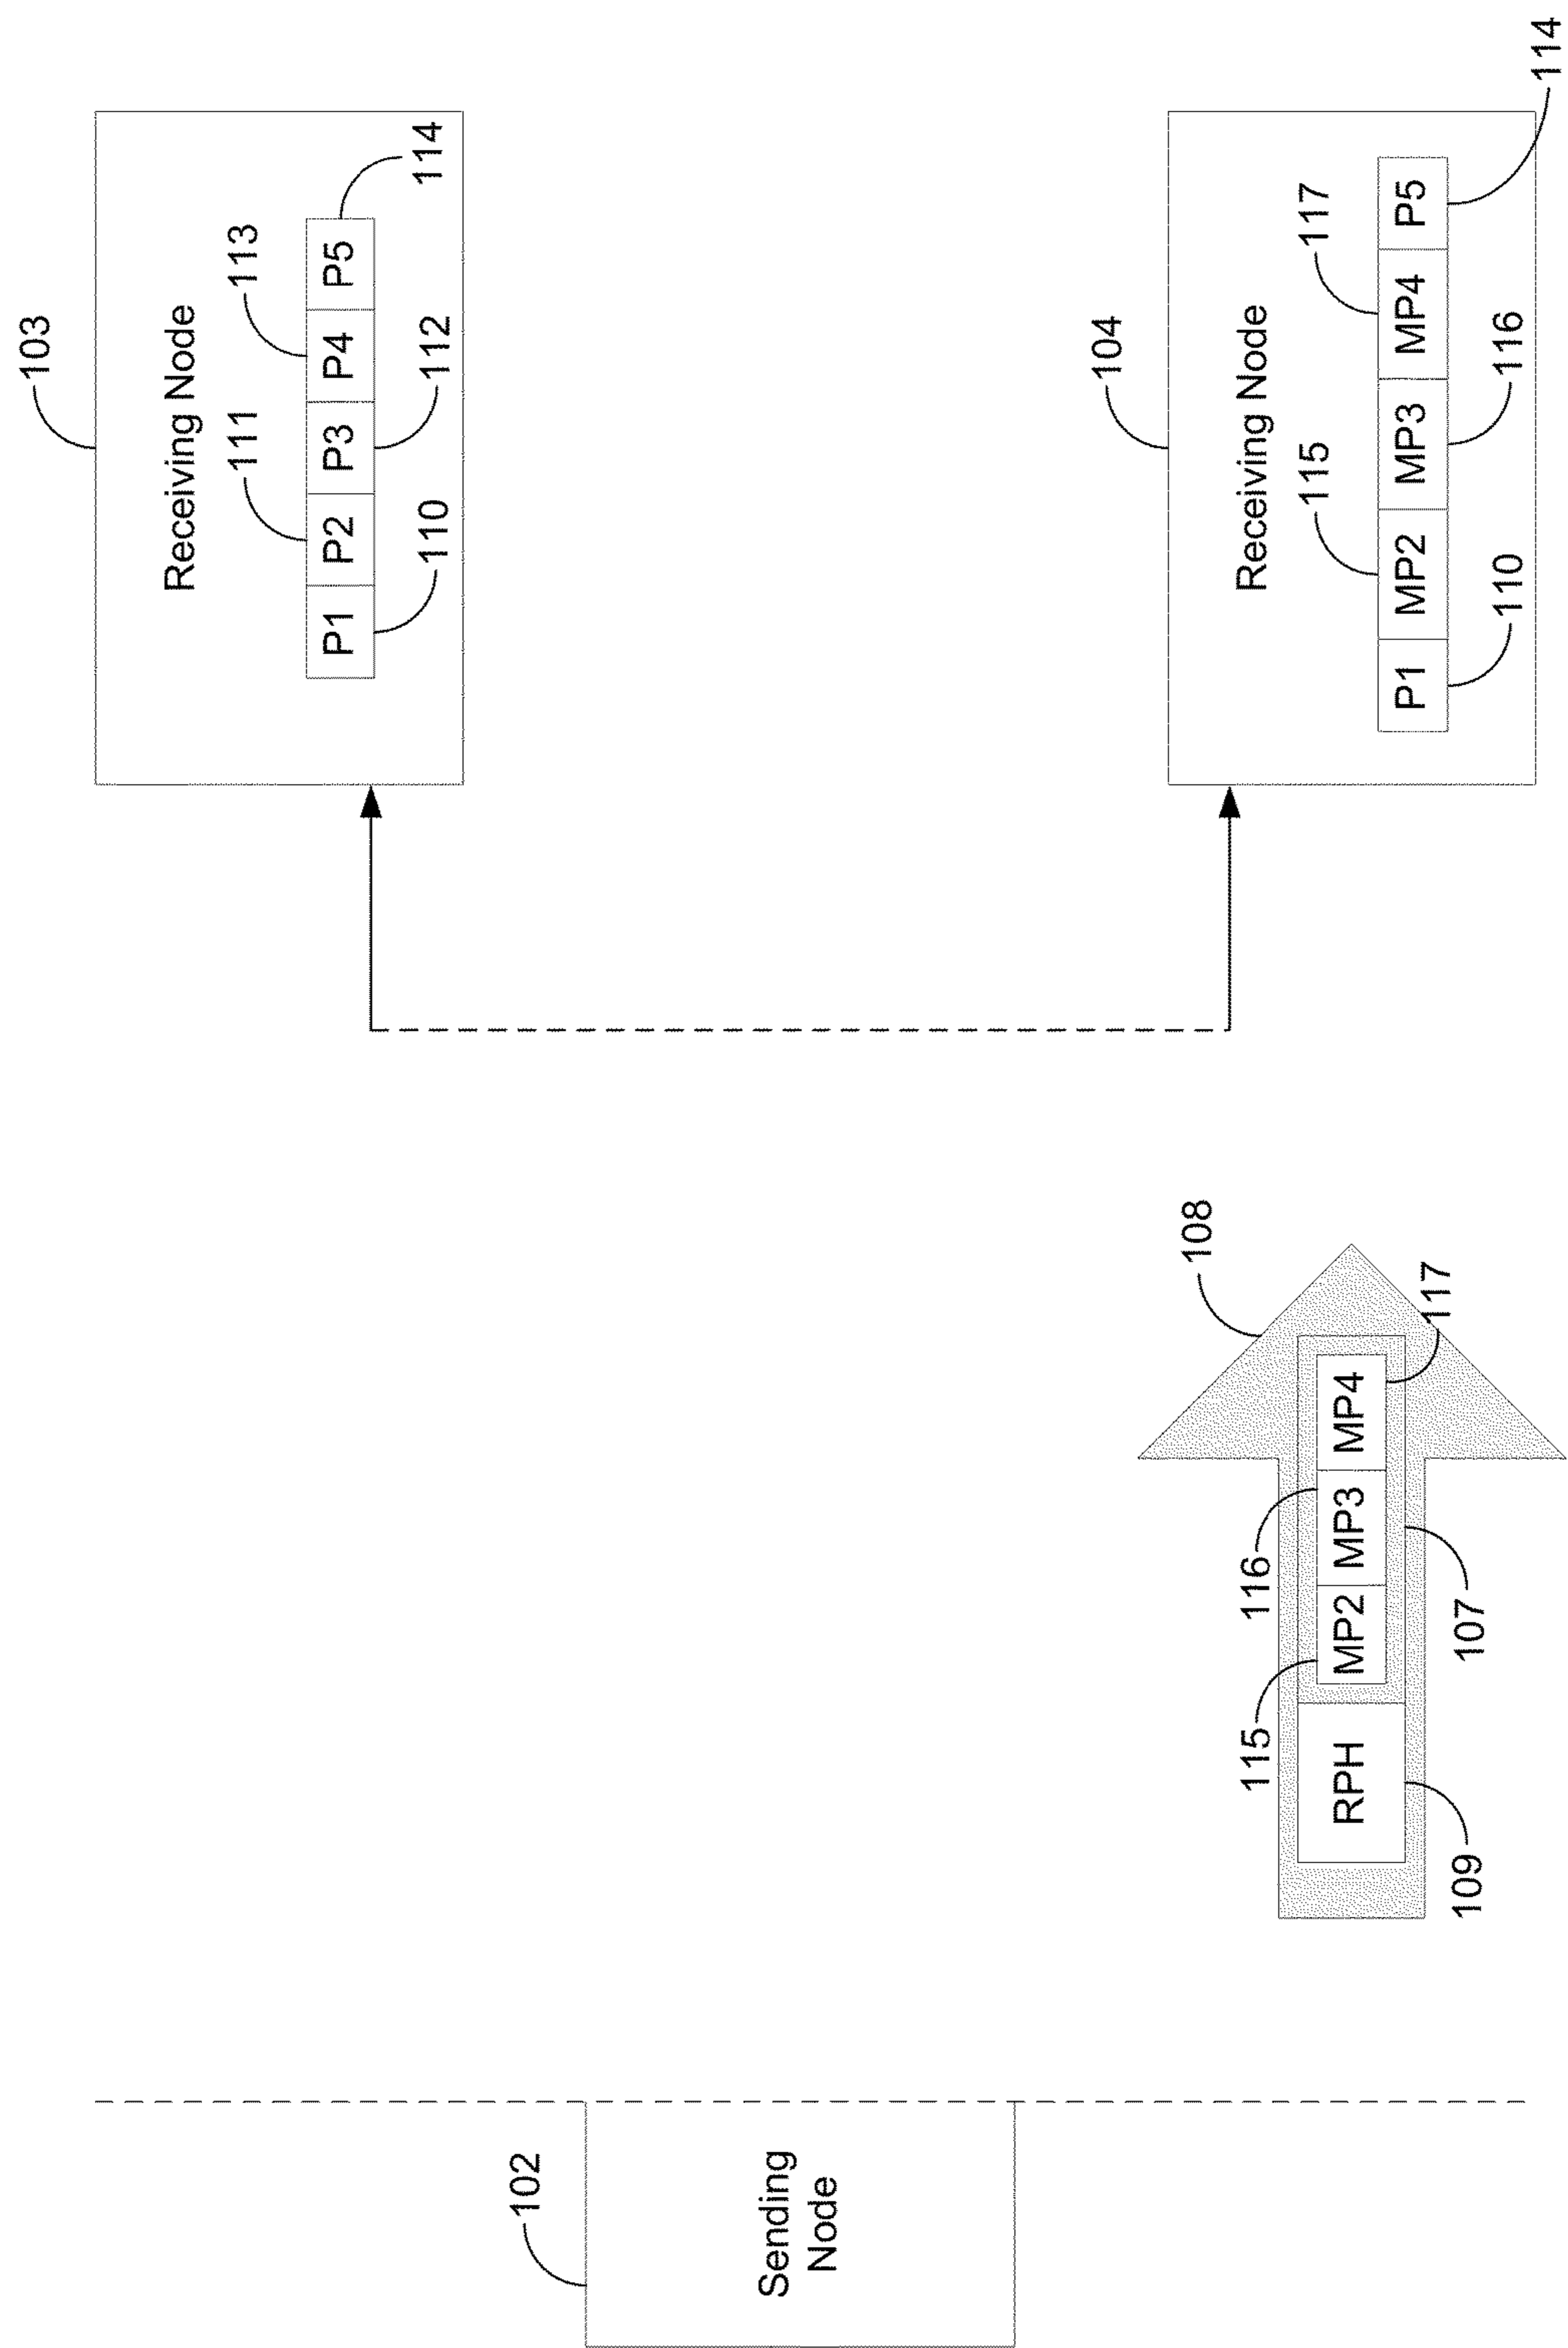 102
Sending
Node
103
Receiving Node
111
113
P1
P2
P3
P4
P5
110
112
114
108
115
116
RPH
MP2
MP3
MP4
117
109
107
104
Receiving Node
115
117
P1
MP2
MP3
MP4
P5
110
116
114